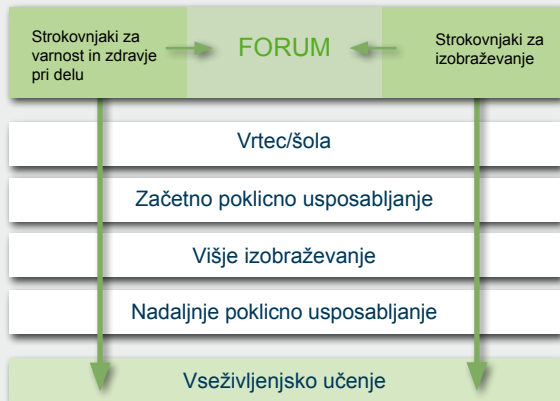 Strokovnjaki za
varnost in zdravje
pri delu
FORUM
Strokovnjaki za
izobraževanje
Vrtec/šola
Začetno poklicno usposabljanje
Višje izobraževanje
Nadaljnje poklicno usposabljanje
Vseživljenjsko učenje